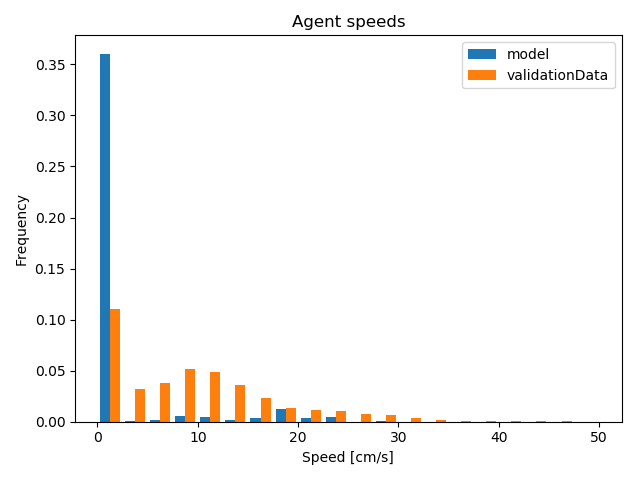 Agent speeds
model
validationData
Frequency
0.35
0.30
0.25
0.20
0.15
0.10
0.05
0.00
0 10 20 30 40 50
Speed [cm/s]